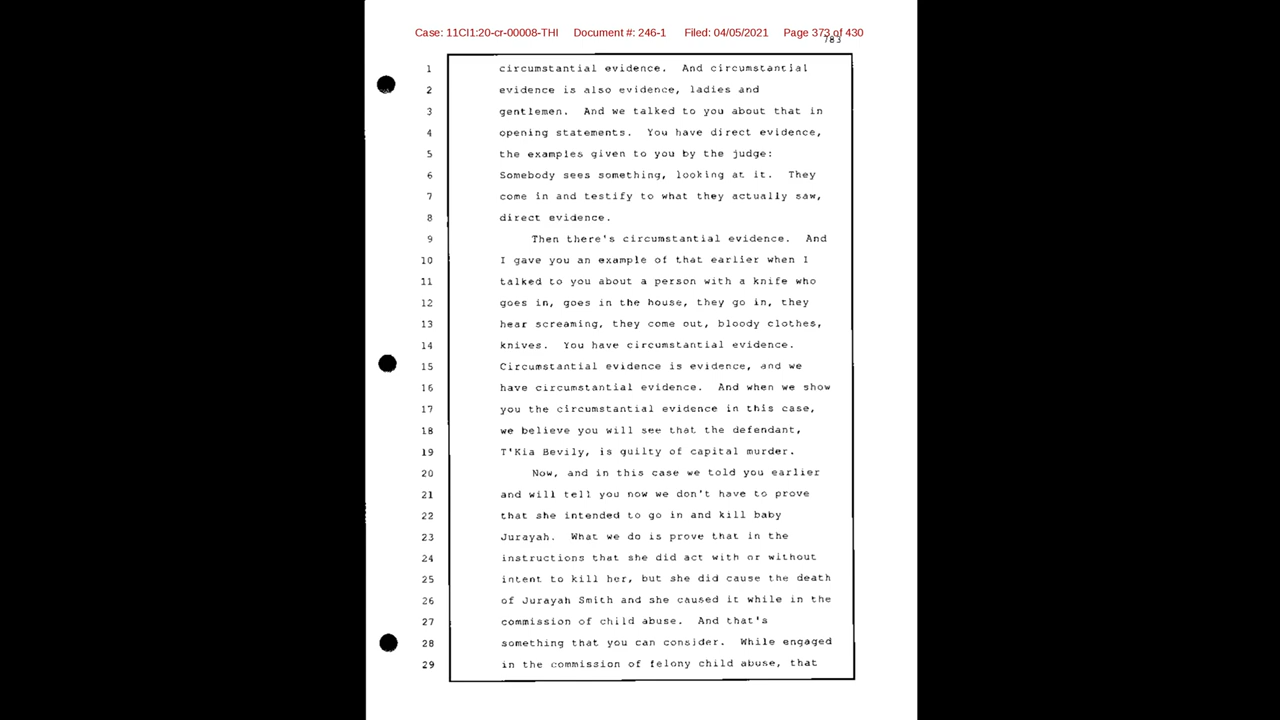 Case: 11CI1:20-cr-00008-THI Document #: 246-1 Filed: 04/05/2021 Page 373 of 430
783
1 circumstantial evidence. And circumstantial
2 evidence is also evidence, ladies and
3 gentlemen. And we talked to you about that in
4 opening statements. You have direct evidence,
5 the examples given to you by the judge:
6 Somebody sees something, looking at it. They
7 come in and testify to what they actually saw,
8 direct evidence.
9 Then there's circumstantial evidence. And
10 I gave you an example of that earlier when I
11 talked to you about a person with a knife who
12 goes in, goes in the house, they go in, they
13 hear screaming, they come out, bloody clothes,
14 knives. You have circumstantial evidence.
15 Circumstantial evidence is evidence, and we
16 have circumstantial evidence. And when we show
17 you the circumstantial evidence in this case,
18 we believe you will see that the defendant,
19 T'Kia Bevily, is guilty of capital murder.
20 Now, and in this case we told you earlier
21 and will tell you now we don't have to prove
22 that she intended to go in and kill baby
23 Jurayah. What we do is prove that in the
24 instructions that she did act with or without
25 intent to kill her, but she did cause the death
26 of Jurayah Smith and she caused it while in the
27 commission of child abuse. And that's
28 something that you can consider. While engaged
29 in the commission of felony child abuse, that